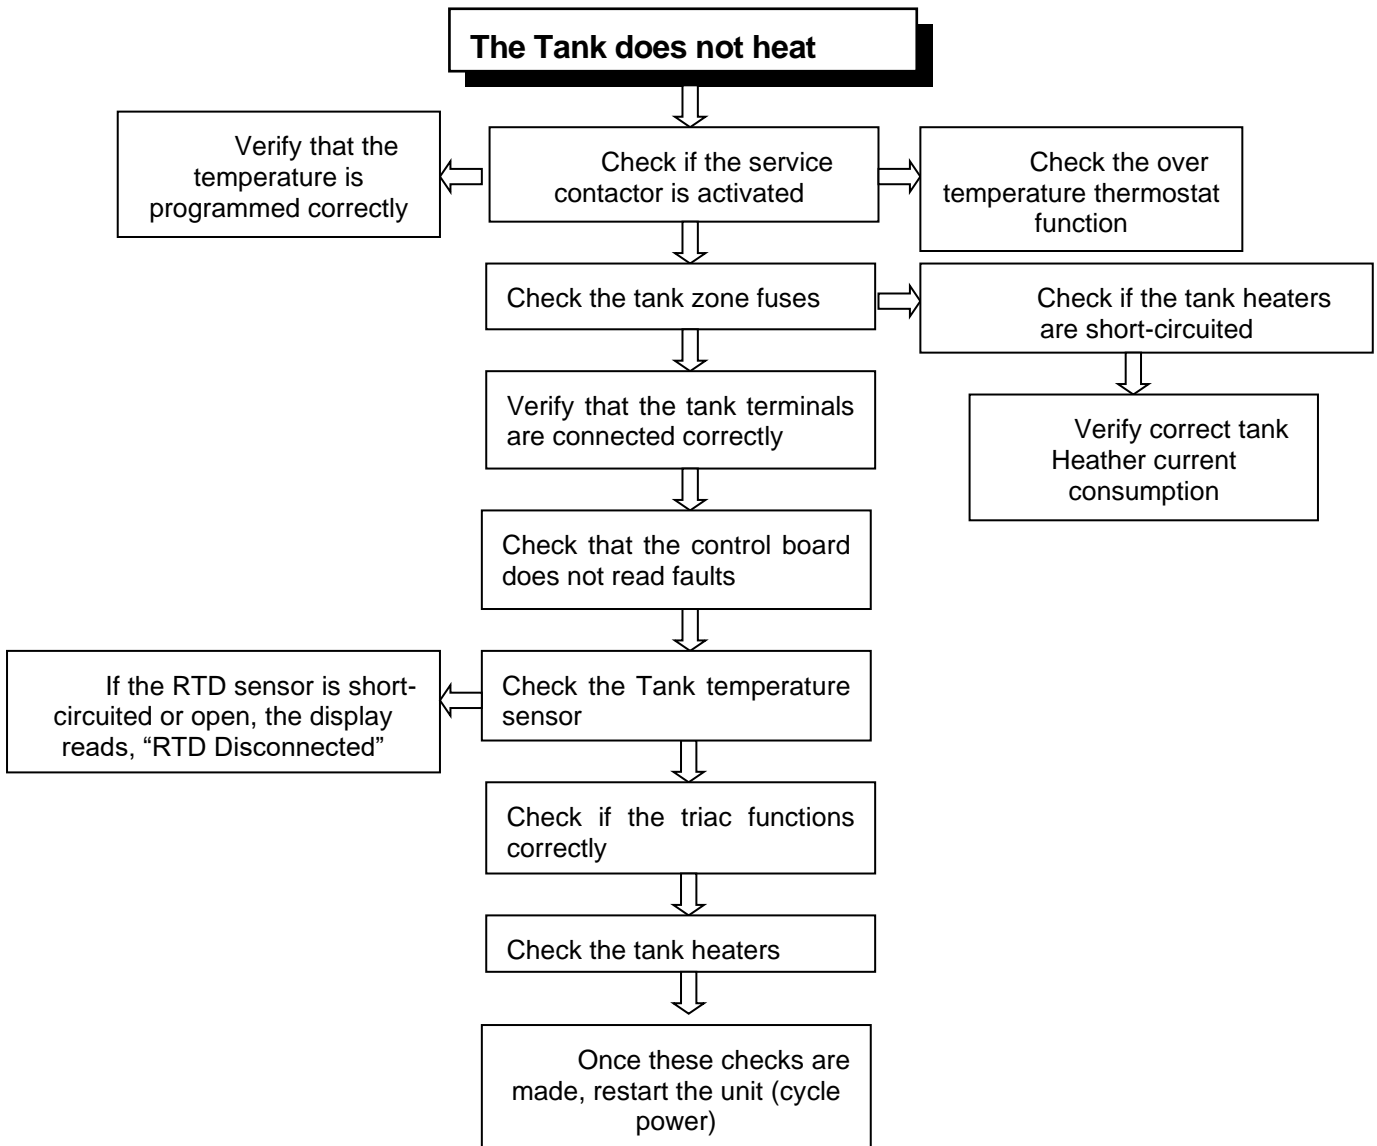 The Tank does not heat
Verify that the
temperature is
programmed correctly
Check if the service
contactor is activated
Check the over
temperature thermostat
function
Check the tank zone fuses
Check if the tank heaters
are short-circuited
Verify that the tank terminals
are connected correctly
Verify correct tank
Heather current
consumption
Check that the control board
does not read faults
If the RTD sensor is short-
circuited or open, the display
reads, “RTD Disconnected”
Check the Tank temperature
sensor
Check if the triac functions
correctly
Check the tank heaters
Once these checks are
made, restart the unit (cycle
power)